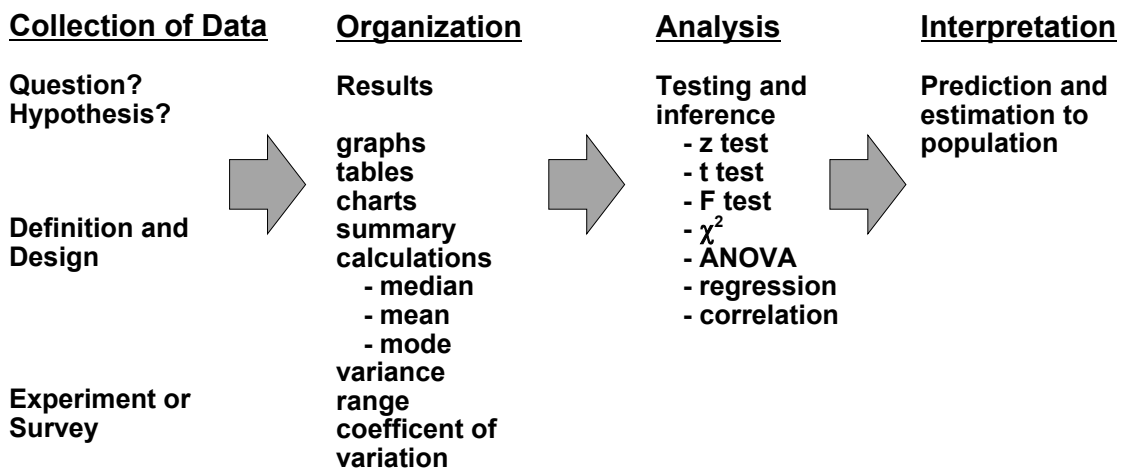 Collection of Data
Question?
Hypothesis?
Definition and
Design
Experiment or
Survey
Organization
Results
graphs
tables
charts
summary
calculations
- median
- mean
- mode
variance
range
coefficent of
variation
Analysis
Testing and
inference
- z test
- t test
- F test
- χ²
- ANOVA
- regression
- correlation
Interpretation
Prediction and
estimation to
population